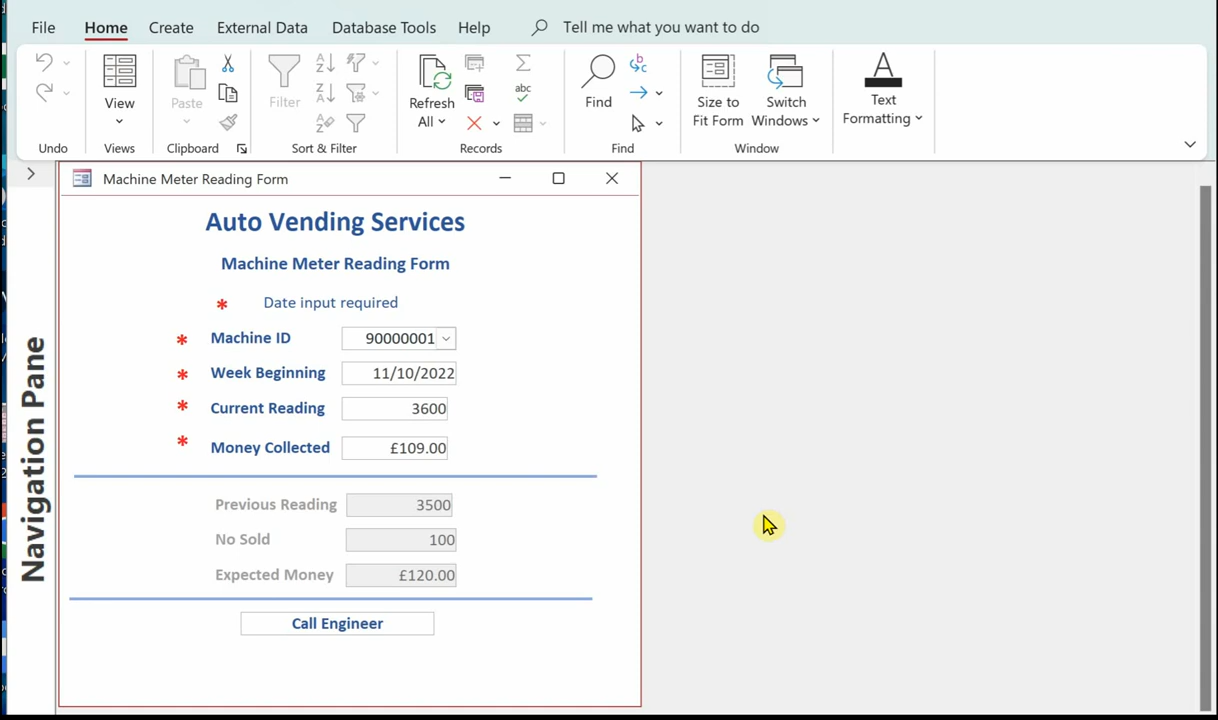 File Home Create External Data Database Tools Help Tell me what you want to do
View Paste Filter Refresh All abc Find Size to Fit Form Switch Windows Text Formatting
Undo Views Clipboard Sort & Filter Records Find Window
Navigation Pane
Machine Meter Reading Form
Auto Vending Services
Machine Meter Reading Form
* Date input required
* Machine ID 90000001
* Week Beginning 11/10/2022
* Current Reading 3600
* Money Collected £109.00
Previous Reading 3500
No Sold 100
Expected Money £120.00
Call Engineer